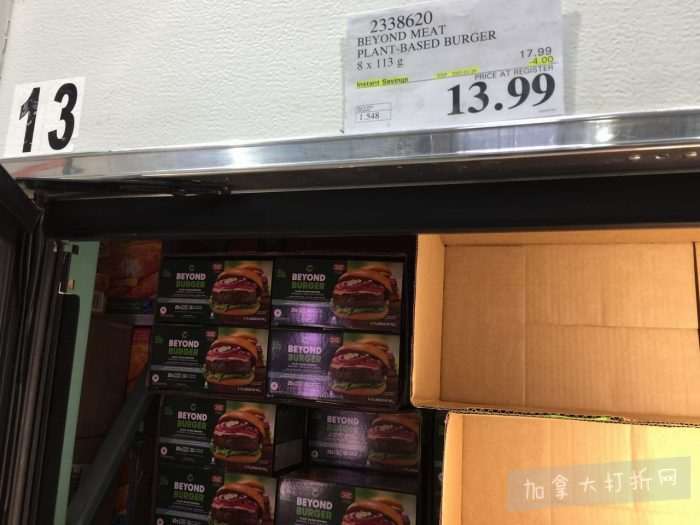 2338620
BEYOND MEAT
PLANT-BASED BURGER
8 x 113 g
17.99
-4.00
Instant Savings
PRICE AT REGISTER
13.99
1.548
13
BEYOND
BURGER
BEYOND
BURGER
BEYOND
BURGER
BEYOND
BURGER
BEYOND
BURGER
BEYOND
BURGER
BEYOND
BURGER
BEYOND
BURGER
加拿大打折网